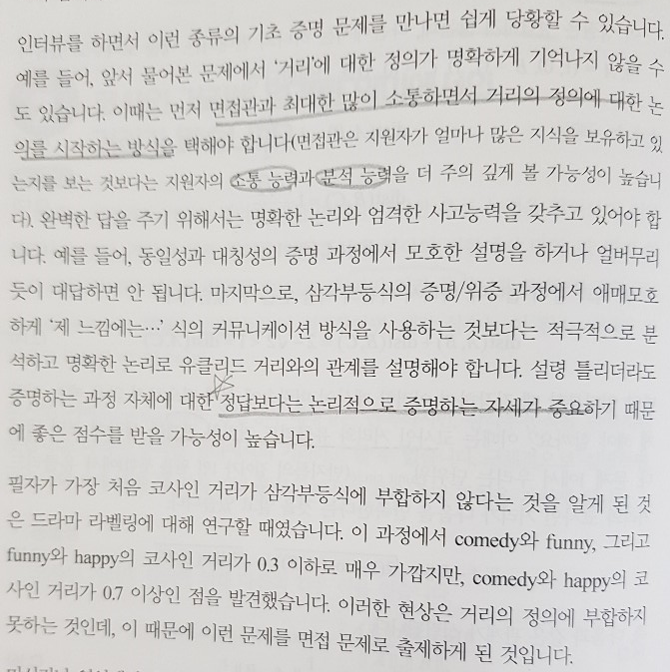 인터뷰를 하면서 이런 종류의 기초 증명 문제를 만나면 쉽게 당황할 수 있습니다.
예를 들어, 앞서 물어본 문제에서 '거리'에 대한 정의가 명확하게 기억나지 않을 수
도 있습니다. 이때는 먼저 면접관과 최대한 많이 소통하면서 거리의 정의에 대한 논
의를 시작하는 방식을 택해야 합니다(면접관은 지원자가 얼마나 많은 지식을 보유하고 있
는지를 보는 것보다는 지원자의 소통 능력과 분석 능력을 더 주의 깊게 볼 가능성이 높습니
다). 완벽한 답을 주기 위해서는 명확한 논리와 엄격한 사고능력을 갖추고 있어야 합
니다. 예를 들어, 동일성과 대칭성의 증명 과정에서 모호한 설명을 하거나 얼버무리
듯이 대답하면 안 됩니다. 마지막으로, 삼각부등식의 증명/위증 과정에서 애매모호
하게 '제 느낌에는…' 식의 커뮤니케이션 방식을 사용하는 것보다는 적극적으로 분
석하고 명확한 논리로 유클리드 거리와의 관계를 설명해야 합니다. 설령 틀리더라도
증명하는 과정 자체에 대한 정답보다는 논리적으로 증명하는 자세가 중요하기 때문
에 좋은 점수를 받을 가능성이 높습니다.
필자가 가장 처음 코사인 거리가 삼각부등식에 부합하지 않다는 것을 알게 된 것
은 드라마 라벨링에 대해 연구할 때였습니다. 이 과정에서 comedy와 funny, 그리고
funny와 happy의 코사인 거리가 0.3 이하로 매우 가깝지만, comedy와 happy의 코
사인 거리가 0.7 이상인 점을 발견했습니다. 이러한 현상은 거리의 정의에 부합하지
못하는 것인데, 이 때문에 이런 문제를 면접 문제로 출제하게 된 것입니다.